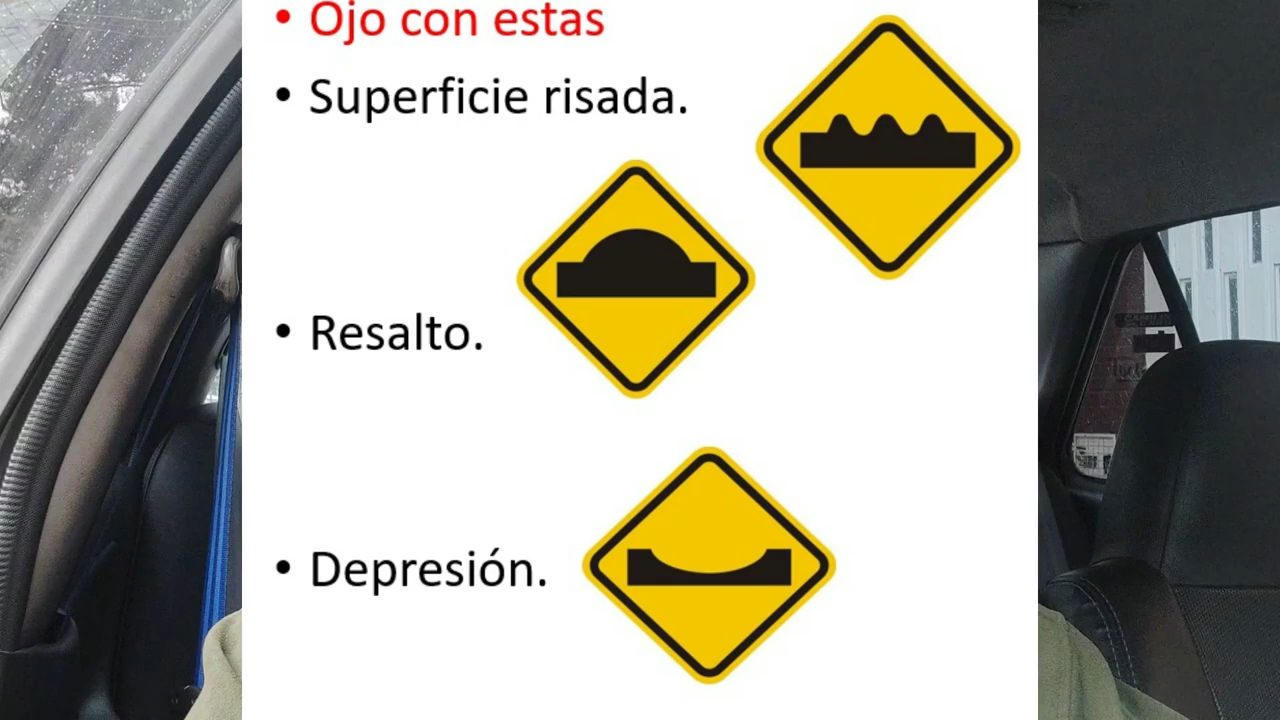 • Ojo con estas
• Superficie risada.
• Resalto.
• Depresión.